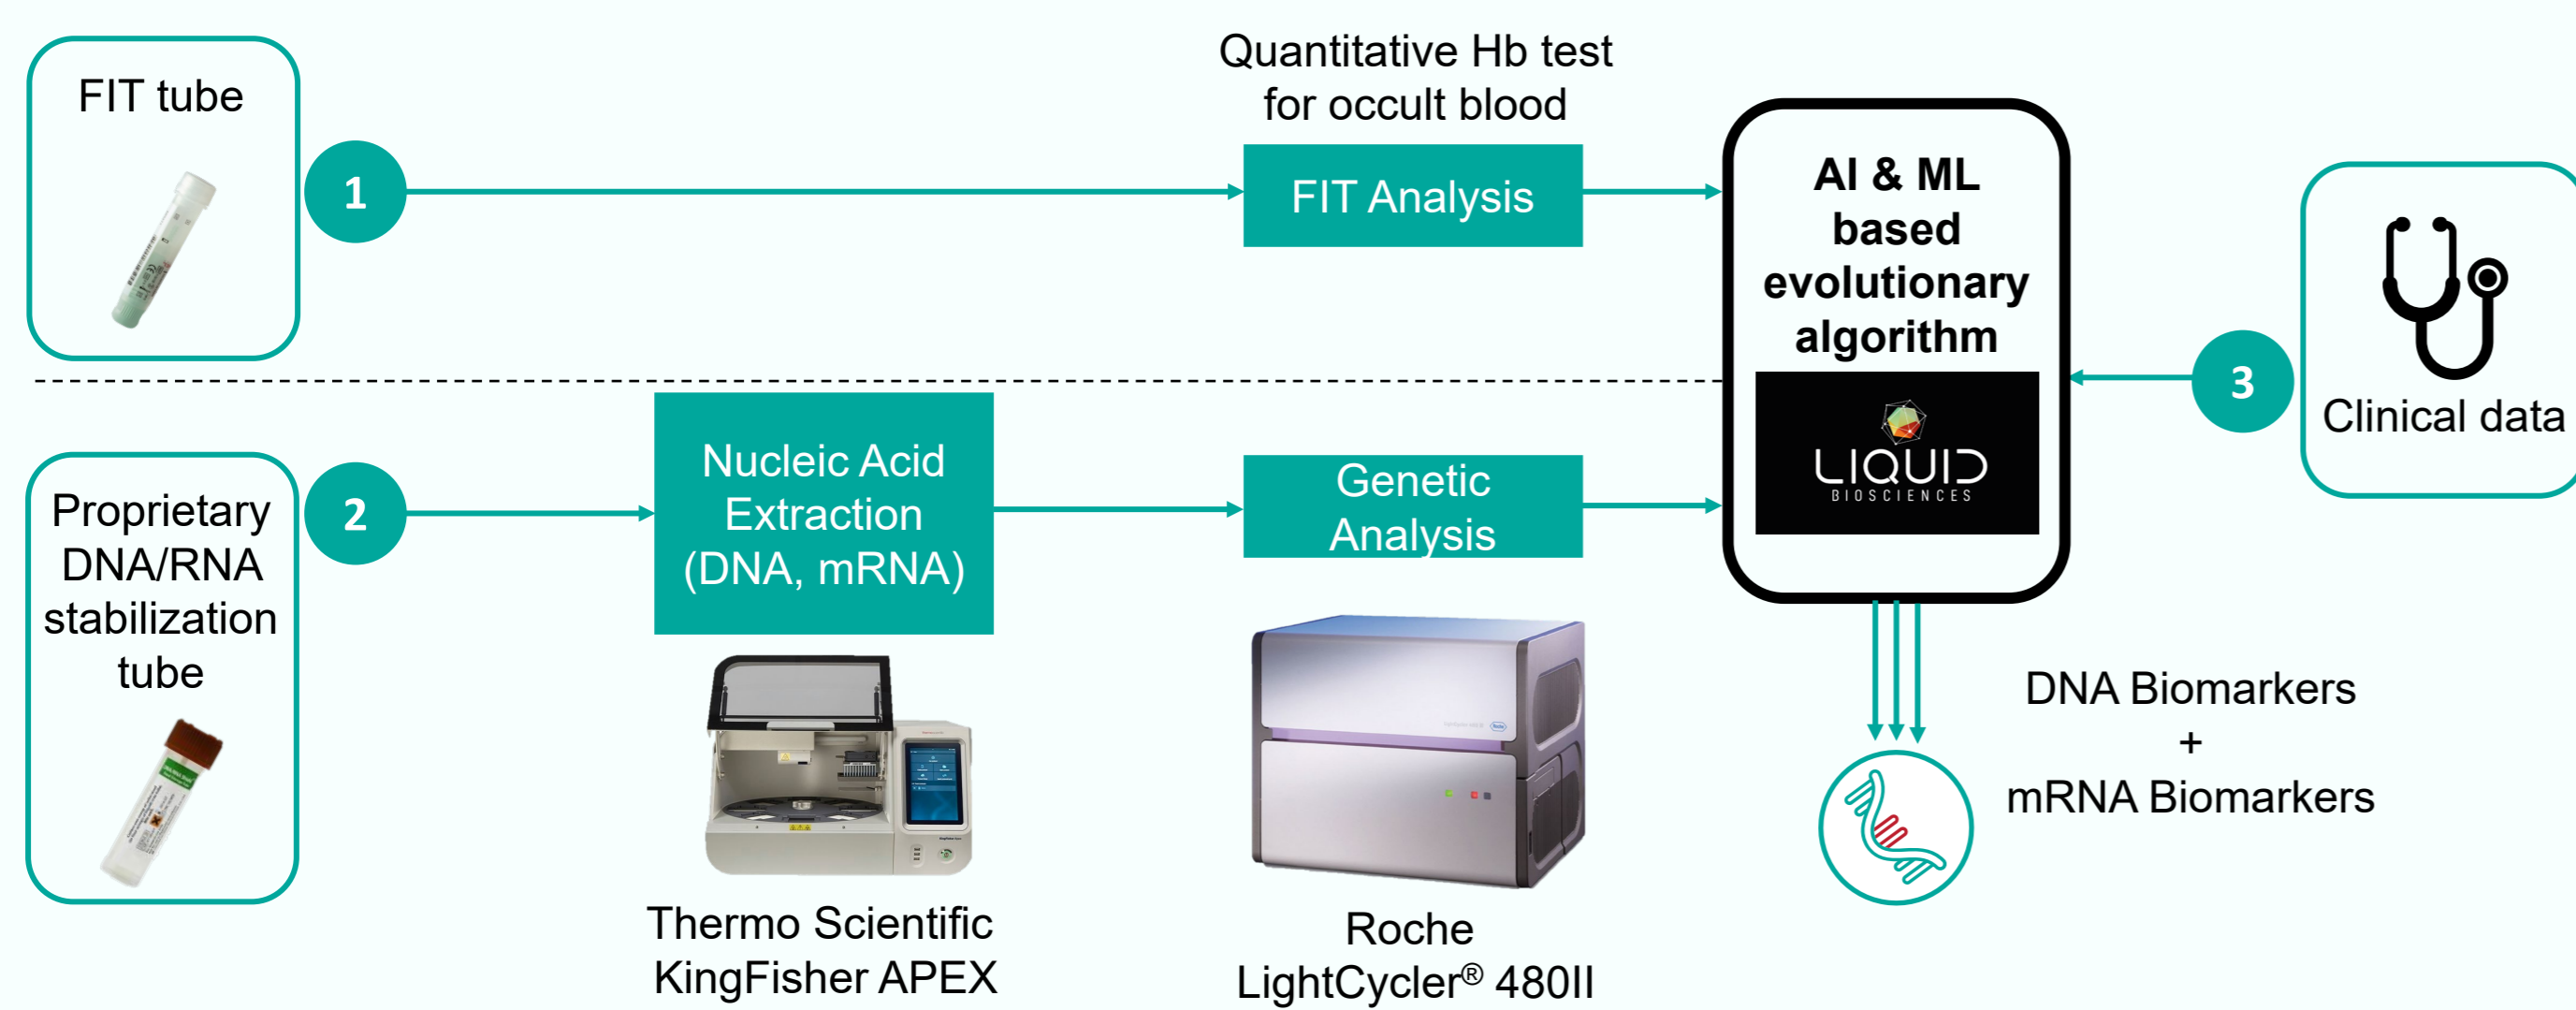 FIT tube
1
Quantitative Hb test
for occult blood
FIT Analysis
AI & ML
based
evolutionary
algorithm
LIQUID
BIOSCIENCES
3
Clinical data
Proprietary
DNA/RNA
stabilization
tube
2
Nucleic Acid
Extraction
(DNA, mRNA)
Genetic
Analysis
Thermo Scientific
KingFisher APEX
Roche
LightCycler® 480II
DNA Biomarkers
+
mRNA Biomarkers